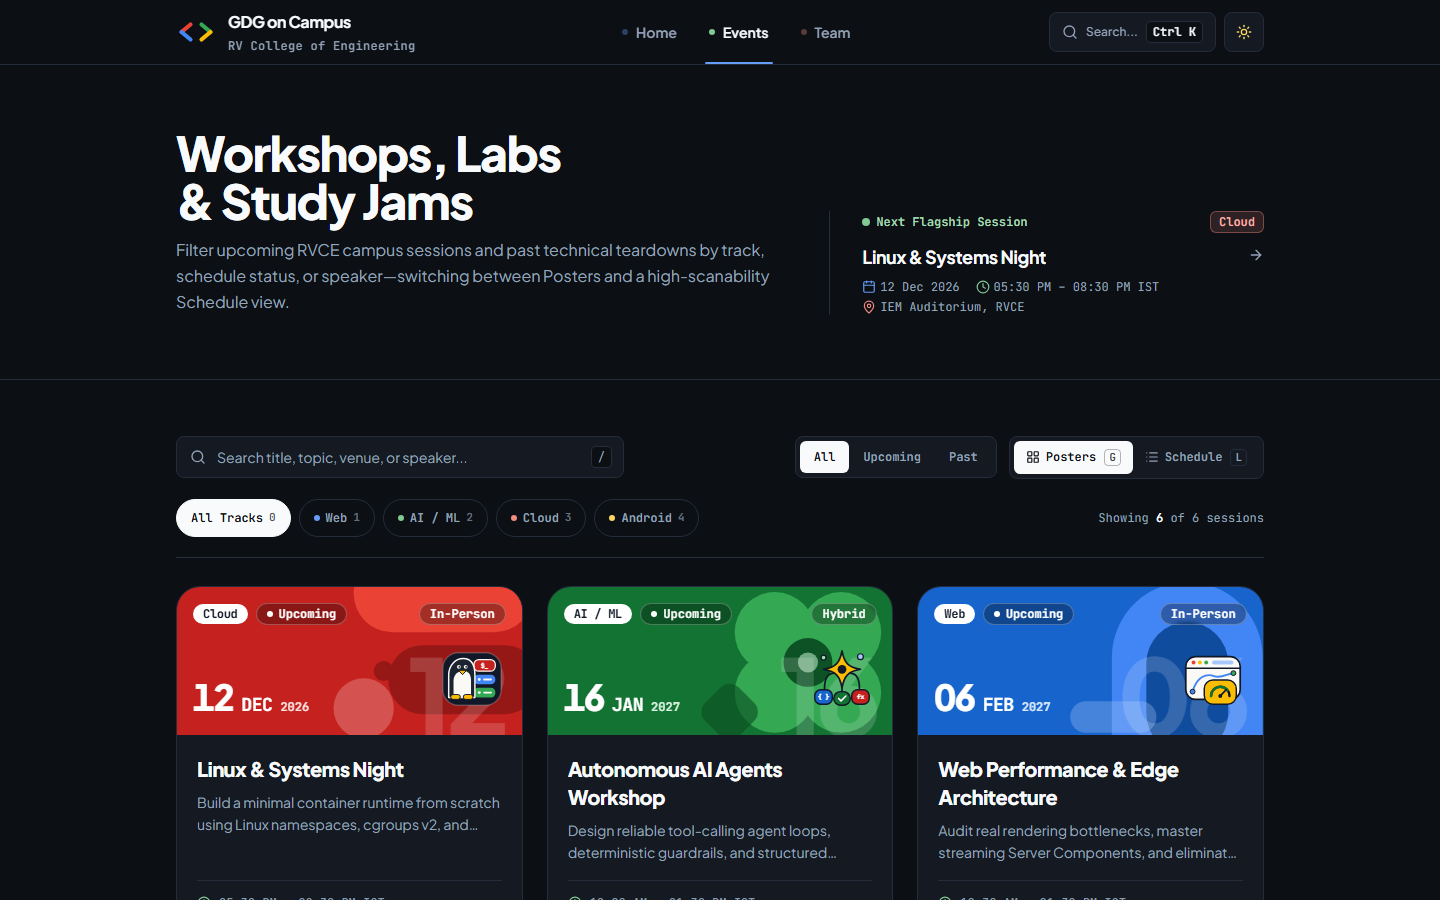 GDG on Campus
RV College of Engineering
Home
Events
Team
Search...
Ctrl K
Workshops, Labs
& Study Jams
Filter upcoming RVCE campus sessions and past technical teardowns by track,
schedule status, or speaker—switching between Posters and a high-scanability
Schedule view.
Next Flagship Session
Cloud
Linux & Systems Night
12 Dec 2026
05:30 PM – 08:30 PM IST
IEM Auditorium, RVCE
Search title, topic, venue, or speaker...
/
All
Upcoming
Past
Posters G
Schedule L
All Tracks 0
Web 1
AI / ML 2
Cloud 3
Android 4
Showing 6 of 6 sessions
Cloud
Upcoming
In-Person
12 DEC 2026
12
Linux & Systems Night
Build a minimal container runtime from scratch
using Linux namespaces, cgroups v2, and…
AI / ML
Upcoming
Hybrid
16 JAN 2027
16
Autonomous AI Agents
Workshop
Design reliable tool-calling agent loops,
deterministic guardrails, and structured…
Web
Upcoming
In-Person
06 FEB 2027
06
Web Performance & Edge
Architecture
Audit real rendering bottlenecks, master
streaming Server Components, and eliminat…